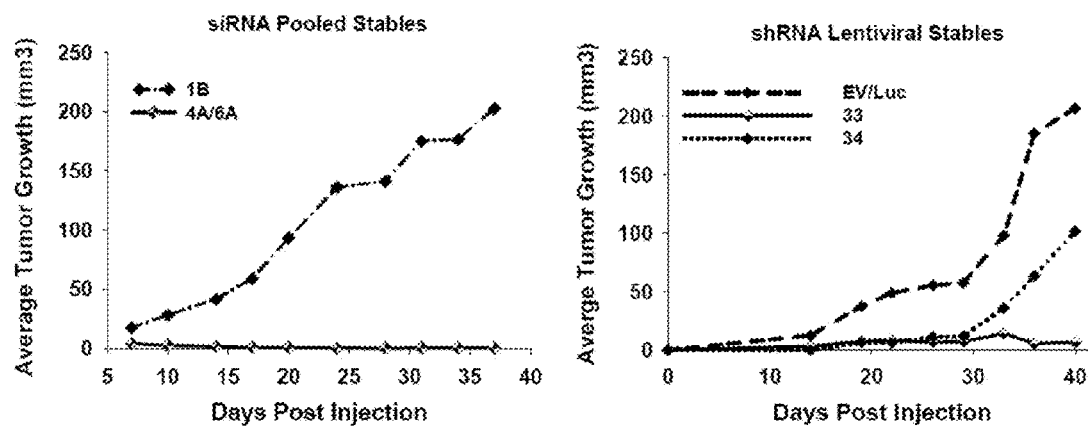 siRNA Pooled Stables
Average Tumor Growth (mm3)
250
200
150
100
50
0
1B
4A/6A
5 10 15 20 25 30 35 40
Days Post Injection
shRNA Lentiviral Stables
Averge Tumor Growth (mm3)
250
200
150
100
50
0
EV/Luc
33
34
0 10 20 30 40
Days Post Injection